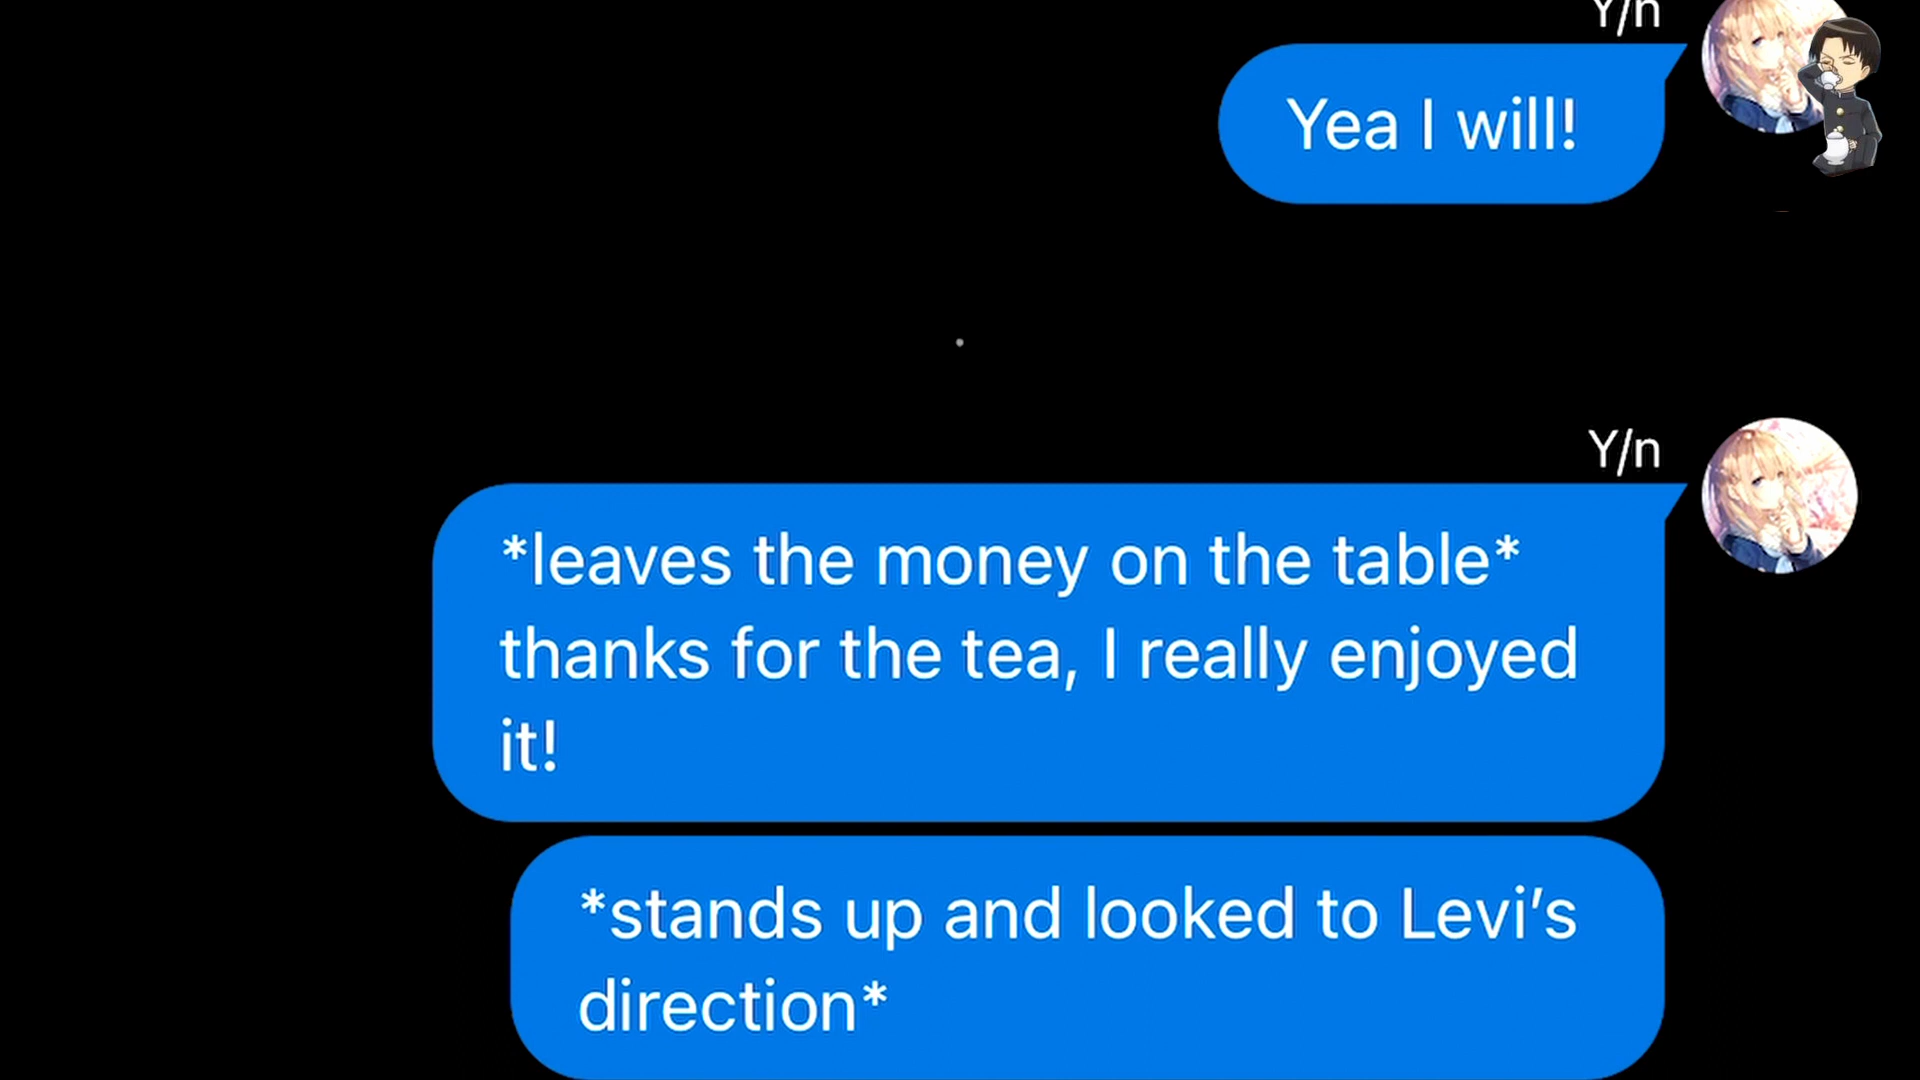 Y/n
Yea I will!
Y/n
*leaves the money on the table*
thanks for the tea, I really enjoyed
it!
*stands up and looked to Levi’s
direction*